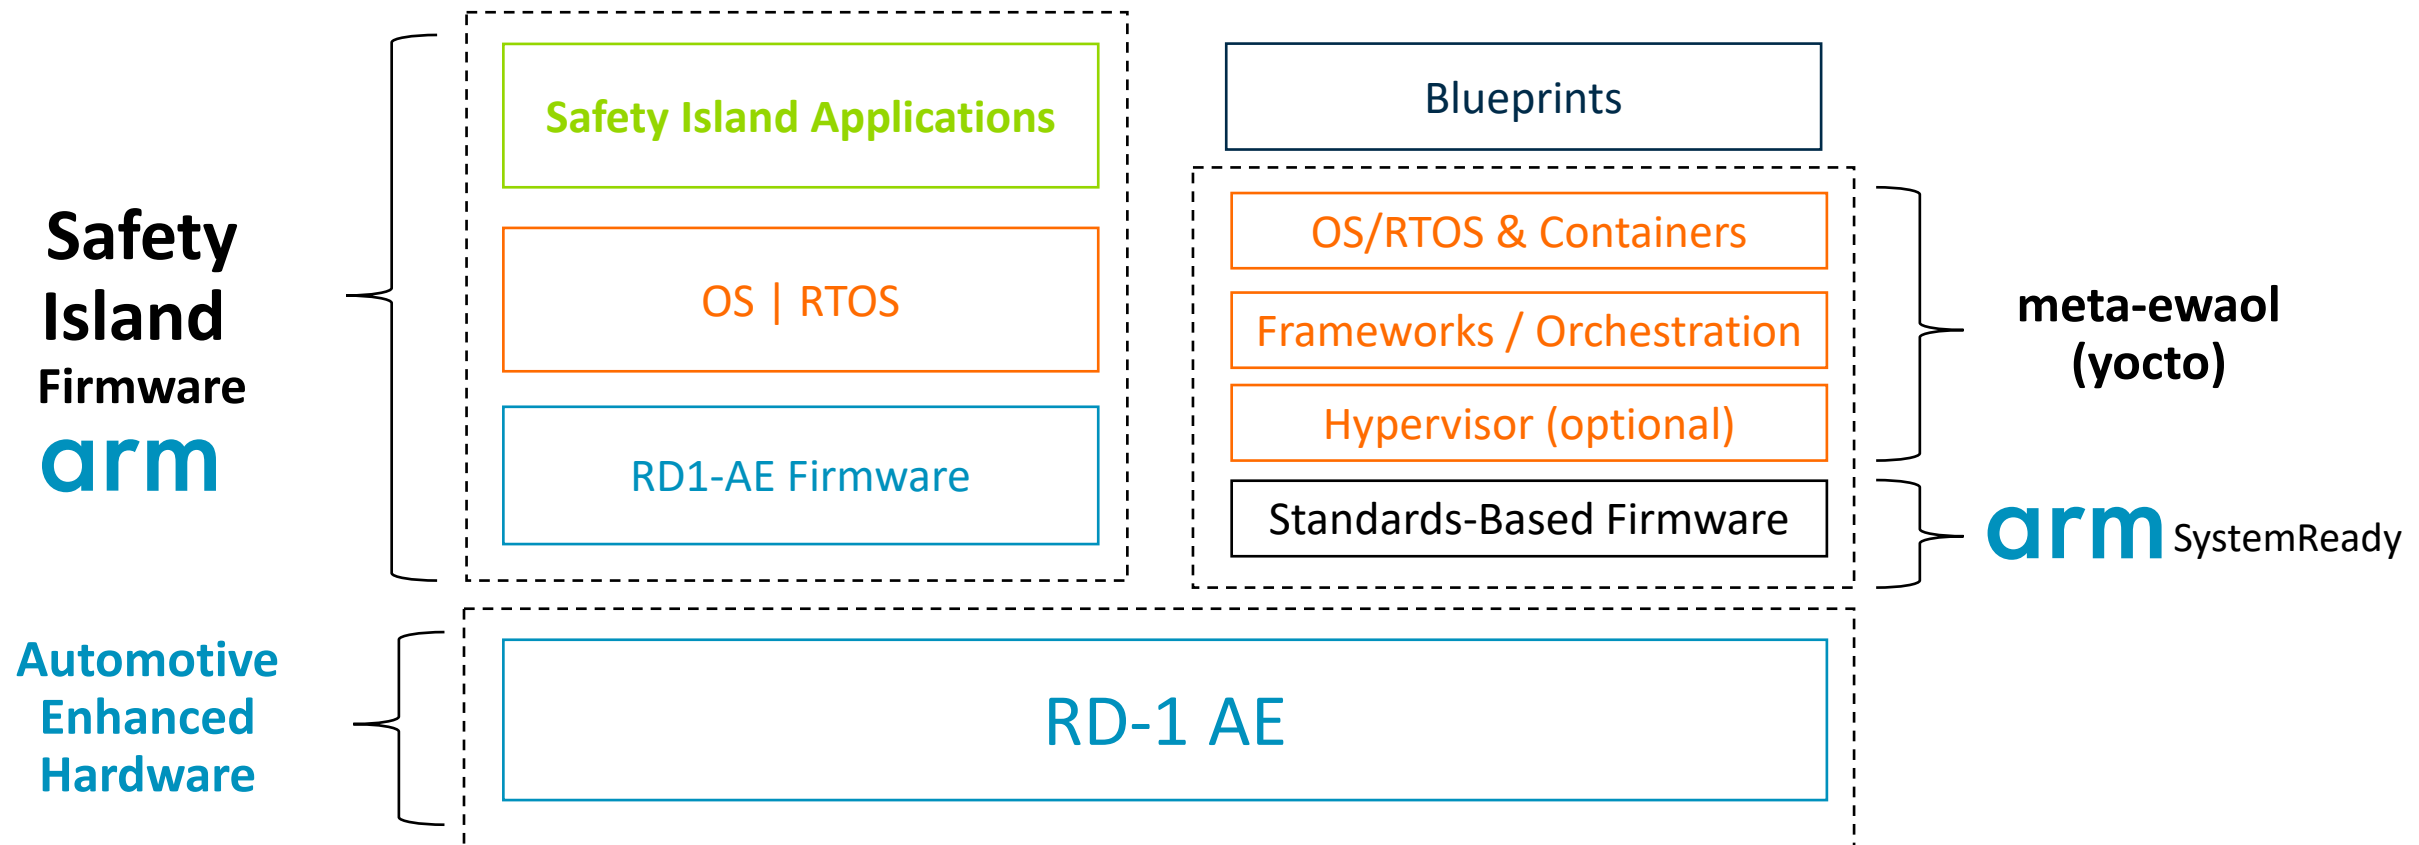 Safety
Island
Firmware
arm
Safety Island Applications
OS | RTOS
RD1-AE Firmware
Blueprints
OS/RTOS & Containers
Frameworks / Orchestration
Hypervisor (optional)
Standards-Based Firmware
meta-ewaol
(yocto)
arm SystemReady
Automotive
Enhanced
Hardware
RD-1 AE